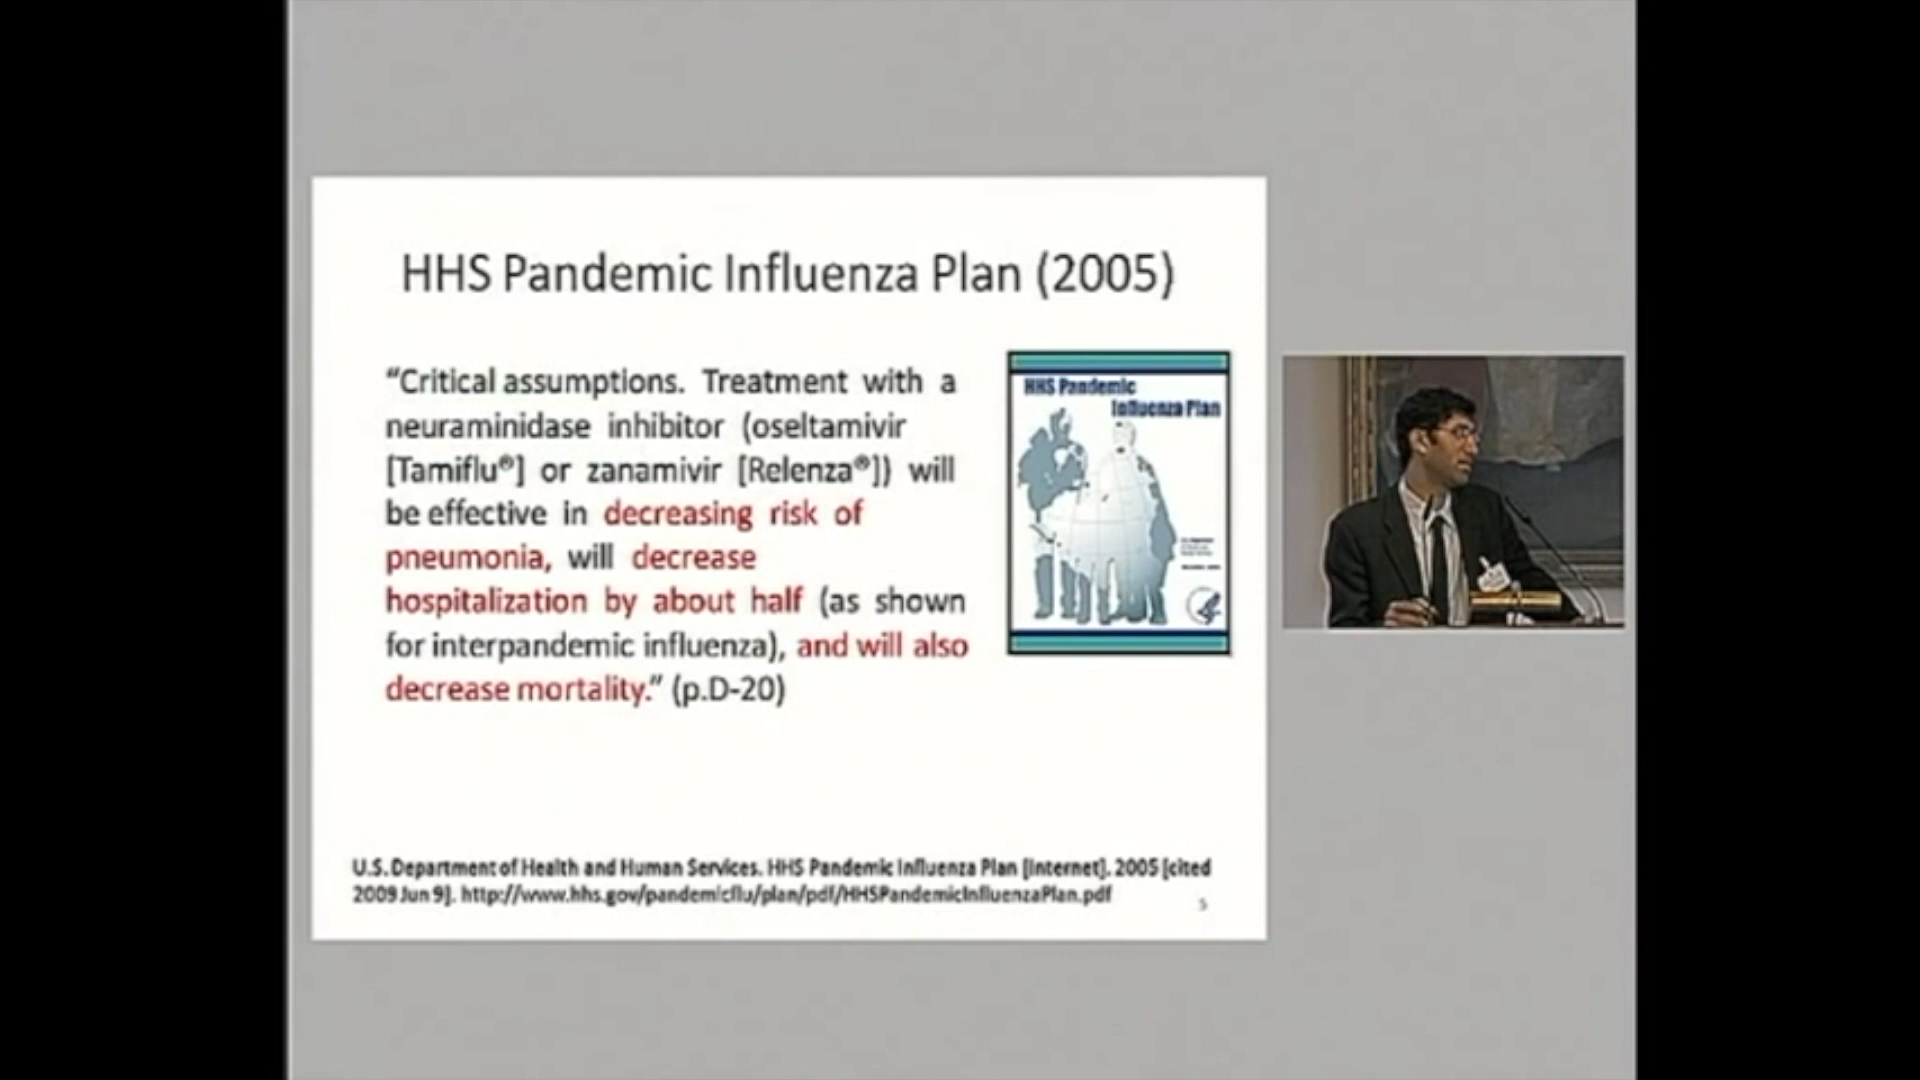 HHS Pandemic Influenza Plan (2005)
“Critical assumptions. Treatment with a
neuraminidase inhibitor (oseltamivir
[Tamiflu®] or zanamivir [Relenza®]) will
be effective in decreasing risk of
pneumonia, will decrease
hospitalization by about half (as shown
for interpandemic influenza), and will also
decrease mortality.” (p.D-20)
HHS Pandemic
Influenza Plan
U.S. Department of Health and Human Services. HHS Pandemic Influenza Plan [Internet]. 2005 [cited
2009 Jun 9]. http://www.hhs.gov/pandemicflu/plan/pdf/HHSPandemicInfluenzaPlan.pdf
5